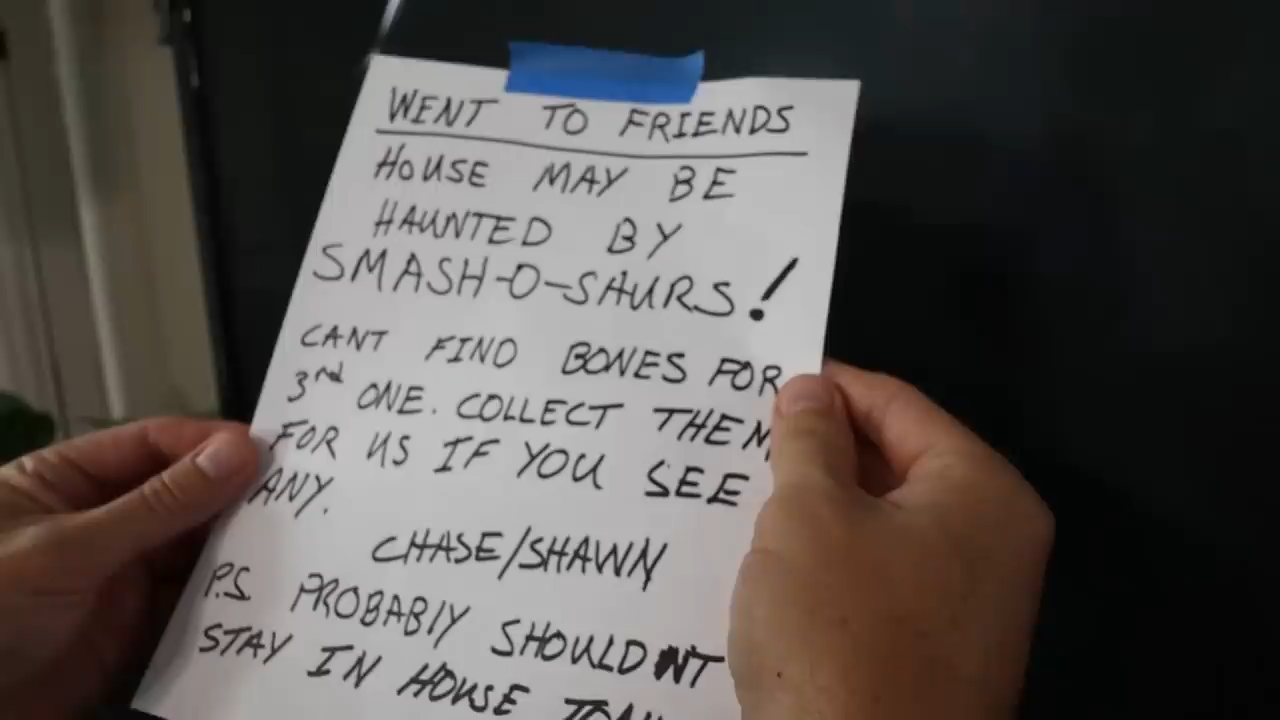 WENT TO FRIENDS
HOUSE MAY BE
HAUNTED BY
SMASH-O-SAURS!
CANT FIND BONES FOR
3rd ONE. COLLECT THEM
FOR US IF YOU SEE
ANY.
CHASE/SHAWN
P.S. PROBABLY SHOULDNT
STAY IN HOUSE